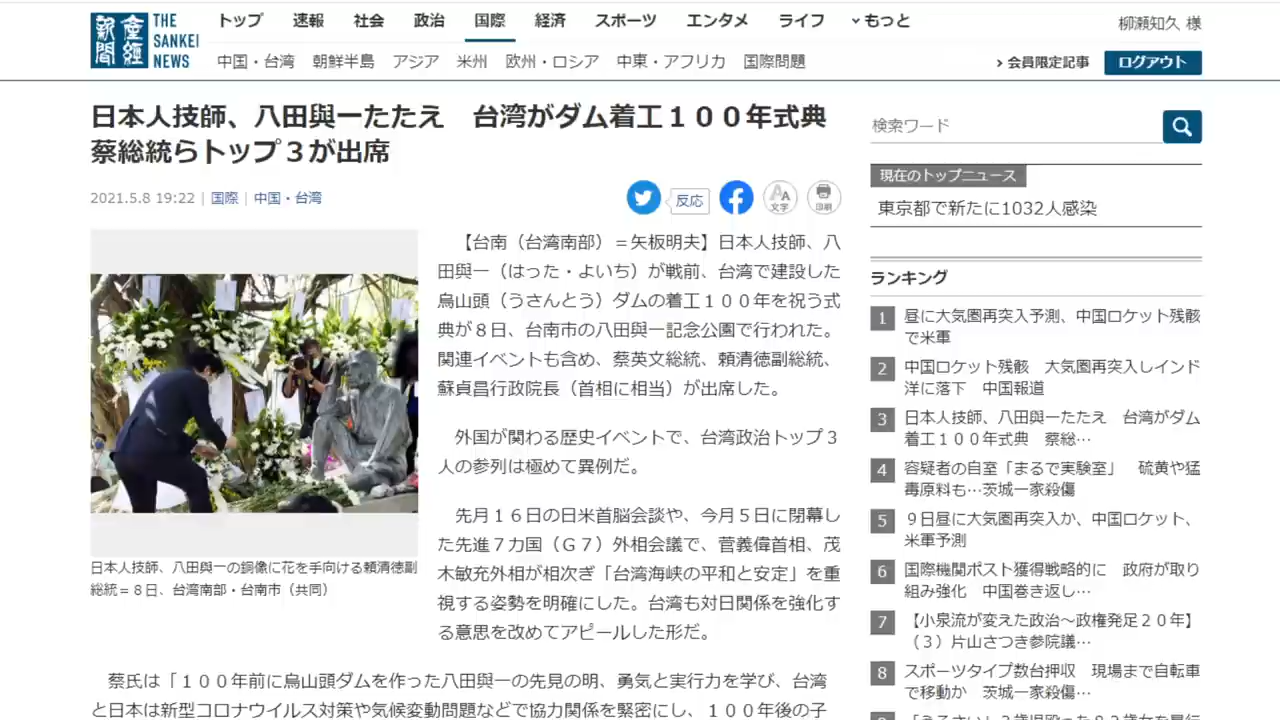 産經新聞
THE SANKEI NEWS
トップ 速報 社会 政治 国際 経済 スポーツ エンタメ ライフ もっと
柳瀬知久 様
中国・台湾 朝鮮半島 アジア 米州 欧州・ロシア 中東・アフリカ 国際問題
会員限定記事
ログアウト
日本人技師、八田與一たたえ　台湾がダム着工１００年式典
蔡総統らトップ３が出席
2021.5.8 19:22 | 国際 | 中国・台湾
反応
文字
印刷
【台南（台湾南部）＝矢板明夫】日本人技師、八
田與一（はった・よいち）が戦前、台湾で建設した
烏山頭（うさんとう）ダムの着工１００年を祝う式
典が８日、台南市の八田與一記念公園で行われた。
関連イベントも含め、蔡英文総統、頼清徳副総統、
蘇貞昌行政院長（首相に相当）が出席した。
外国が関わる歴史イベントで、台湾政治トップ３
人の参列は極めて異例だ。
先月１６日の日米首脳会談や、今月５日に閉幕し
た先進７カ国（Ｇ７）外相会議で、菅義偉首相、茂
木敏充外相が相次ぎ「台湾海峡の平和と安定」を重
視する姿勢を明確にした。台湾も対日関係を強化す
る意思を改めてアピールした形だ。
日本人技師、八田與一の銅像に花を手向ける頼清徳副
総統＝８日、台湾南部・台南市（共同）
蔡氏は「１００年前に烏山頭ダムを作った八田與一の先見の明、勇気と実行力を学び、台湾
と日本は新型コロナウイルス対策や気候変動問題などで協力関係を緊密にし、１００年後の子
検索ワード
現在のトップニュース
東京都で新たに1032人感染
ランキング
1 昼に大気圏再突入予測、中国ロケット残骸
で米軍
2 中国ロケット残骸　大気圏再突入しインド
洋に落下　中国報道
3 日本人技師、八田與一たたえ　台湾がダム
着工１００年式典　蔡総…
4 容疑者の自室「まるで実験室」　硫黄や猛
毒原料も…茨城一家殺傷
5 ９日昼に大気圏再突入か、中国ロケット、
米軍予測
6 国際機関ポスト獲得戦略的に　政府が取り
組み強化　中国巻き返し…
7 【小泉流が変えた政治～政権発足２０年】
（３）片山さつき参院議…
8 スポーツタイプ数台押収　現場まで自転車
で移動か　茨城一家殺傷…